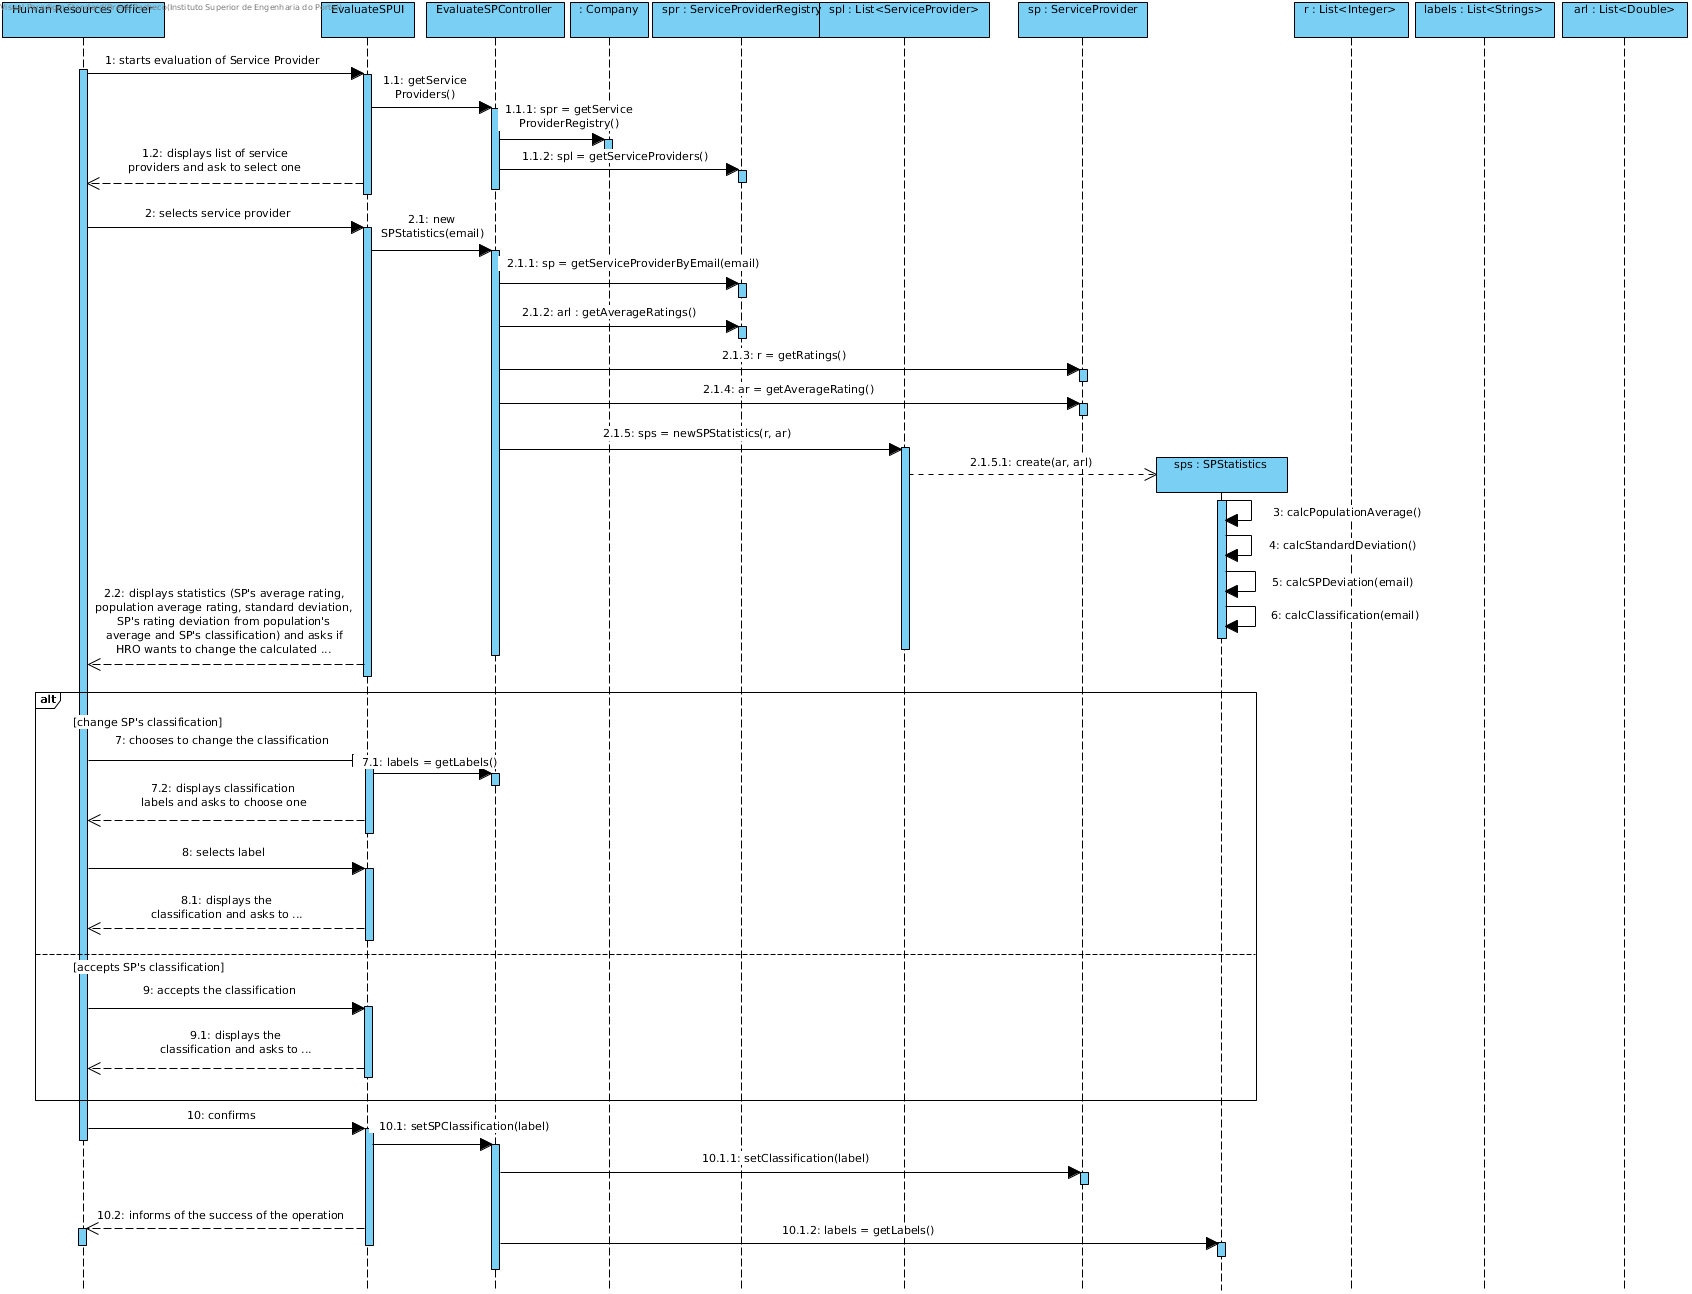 Human Resources Officer
(Instituto Superior de Engenharia do Porto)
EvaluateSPUI
EvaluateSPController
: Company
spr : ServiceProviderRegistry
spl : List<ServiceProvider>
sp : ServiceProvider
r : List<Integer>
labels : List<Strings>
arl : List<Double>
1: starts evaluation of Service Provider
1.1: getService
Providers()
1.1.1: spr = getService
ProviderRegistry()
1.1.2: spl = getServiceProviders()
1.2: displays list of service
providers and ask to select one
2: selects service provider
2.1: new
SPStatistics(email)
2.1.1: sp = getServiceProviderByEmail(email)
2.1.2: arl : getAverageRatings()
2.1.3: r = getRatings()
2.1.4: ar = getAverageRating()
2.1.5: sps = newSPStatistics(r, ar)
2.1.5.1: create(ar, arl)
sps : SPStatistics
3: calcPopulationAverage()
4: calcStandardDeviation()
5: calcSPDeviation(email)
6: calcClassification(email)
2.2: displays statistics (SP's average rating,
population average rating, standard deviation,
SP's rating deviation from population's
average and SP's classification) and asks if
HRO wants to change the calculated ...
alt
[change SP's classification]
7: chooses to change the classification
7.1: labels = getLabels()
7.2: displays classification
labels and asks to choose one
8: selects label
8.1: displays the
classification and asks to ...
[accepts SP's classification]
9: accepts the classification
9.1: displays the
classification and asks to ...
10: confirms
10.1: setSPClassification(label)
10.1.1: setClassification(label)
10.2: informs of the success of the operation
10.1.2: labels = getLabels()